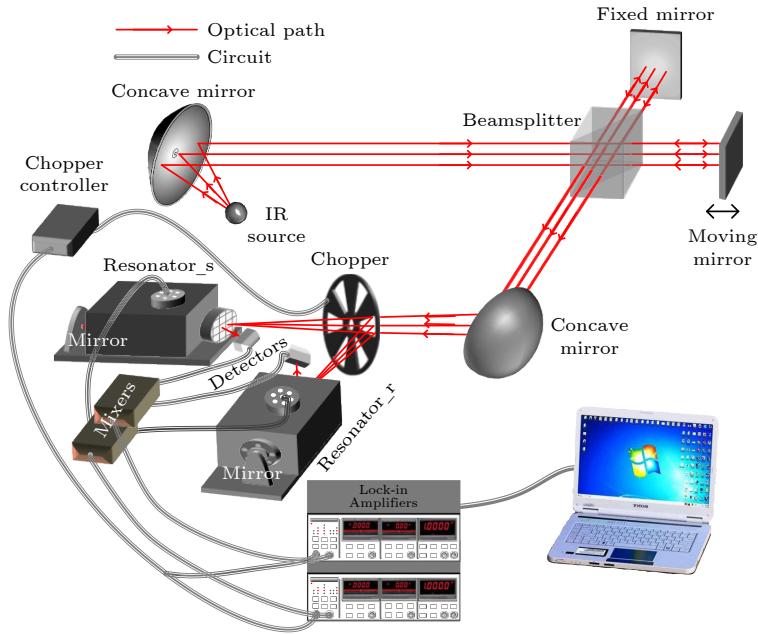 Fixed mirror
Optical path
Circuit
Concave mirror
Beamsplitter
Chopper
controller
IR
source
Moving
mirror
Resonator_s
Chopper
Mirror
Concave
mirror
Detectors
Mixers
Resonator_r
Mirror
Lock-in
Amplifiers